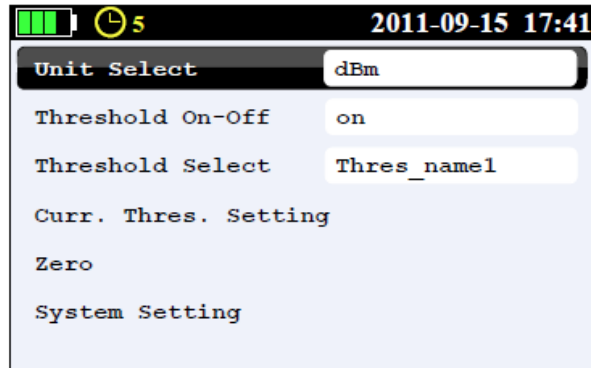 5 2011-09-15 17:41
Unit Select dBm
Threshold On-Off on
Threshold Select Thres_name1
Curr. Thres. Setting
Zero
System Setting